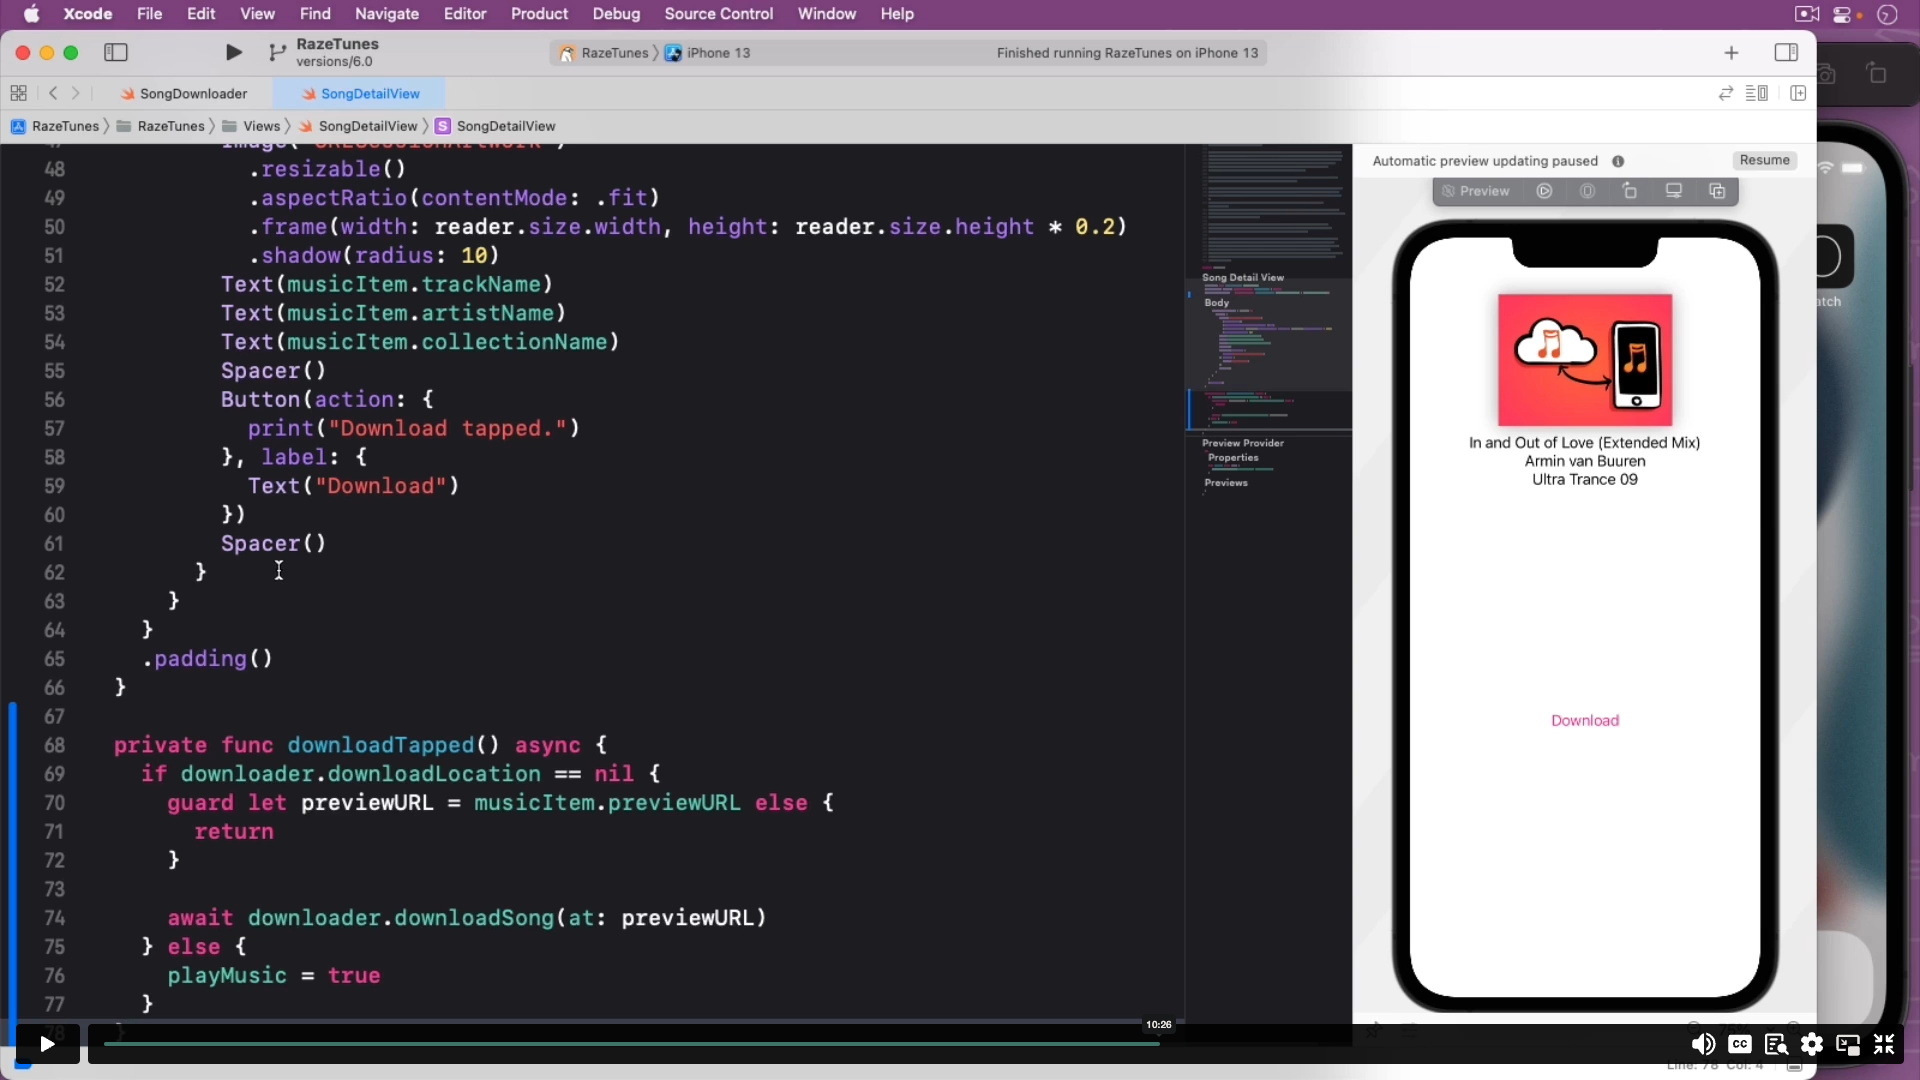 Xcode File Edit View Find Navigate Editor Product Debug Source Control Window Help
RazeTunes
versions/6.0
RazeTunes iPhone 13
Finished running RazeTunes on iPhone 13
SongDownloader
SongDetailView
RazeTunes RazeTunes Views SongDetailView S SongDetailView
48 .resizable()
49 .aspectRatio(contentMode: .fit)
50 .frame(width: reader.size.width, height: reader.size.height * 0.2)
51 .shadow(radius: 10)
52 Text(musicItem.trackName)
53 Text(musicItem.artistName)
54 Text(musicItem.collectionName)
55 Spacer()
56 Button(action: {
57 print("Download tapped.")
58 }, label: {
59 Text("Download")
60 })
61 Spacer()
62 }
63 }
64 }
65 .padding()
66 }
67
68 private func downloadTapped() async {
69 if downloader.downloadLocation == nil {
70 guard let previewURL = musicItem.previewURL else {
71 return
72 }
73
74 await downloader.downloadSong(at: previewURL)
75 } else {
76 playMusic = true
77 }
78 }
Song Detail View
Body
Preview Provider
Properties
Previews
Automatic preview updating paused
Resume
Preview
In and Out of Love (Extended Mix)
Armin van Buuren
Ultra Trance 09
Download
atch
10:26
CC
Line: 78 Col: 4